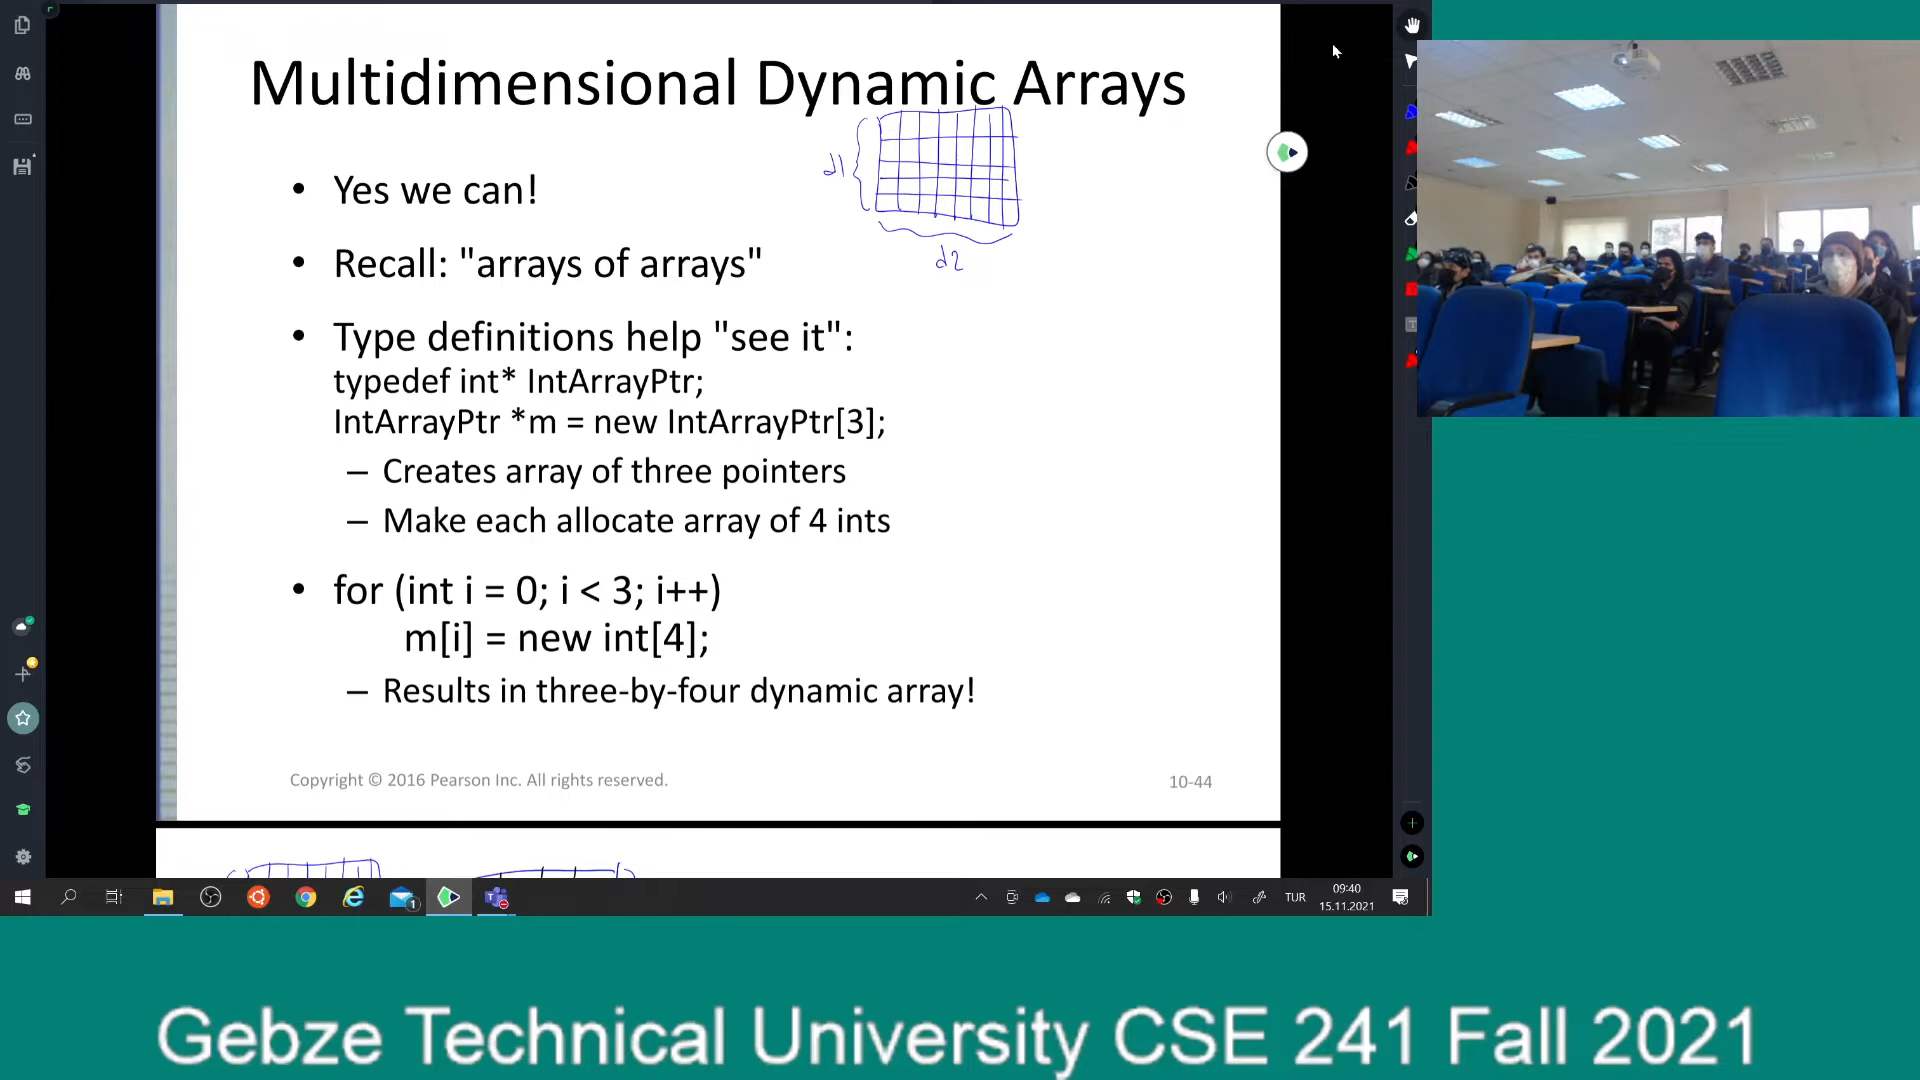 Multidimensional Dynamic Arrays
d1
d2
• Yes we can!
• Recall: "arrays of arrays"
• Type definitions help "see it":
typedef int* IntArrayPtr;
IntArrayPtr *m = new IntArrayPtr[3];
– Creates array of three pointers
– Make each allocate array of 4 ints
• for (int i = 0; i < 3; i++)
m[i] = new int[4];
– Results in three-by-four dynamic array!
Copyright © 2016 Pearson Inc. All rights reserved.
10-44
1
TUR
09:40
15.11.2021
Gebze Technical University CSE 241 Fall 2021